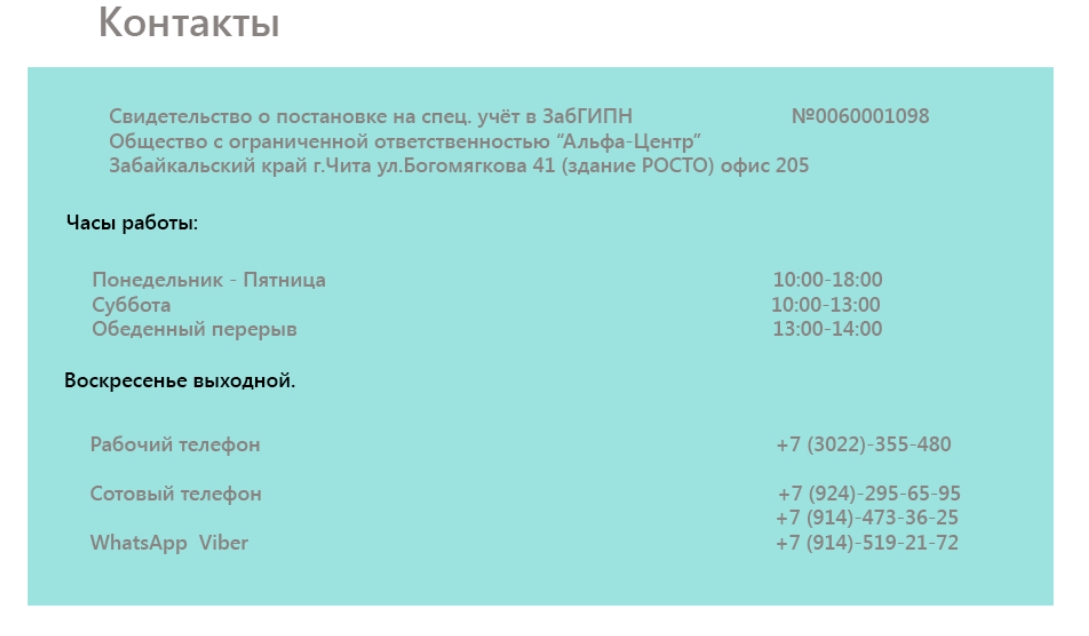 Контакты
Свидетельство о постановке на спец. учёт в ЗабГИПН №0060001098
Общество с ограниченной ответственностью “Альфа-Центр”
Забайкальский край г.Чита ул.Богомягкова 41 (здание РОСТО) офис 205
Часы работы:
Понедельник - Пятница 10:00-18:00
Суббота 10:00-13:00
Обеденный перерыв 13:00-14:00
Воскресенье выходной.
Рабочий телефон +7 (3022)-355-480
Сотовый телефон +7 (924)-295-65-95
+7 (914)-473-36-25
WhatsApp Viber +7 (914)-519-21-72